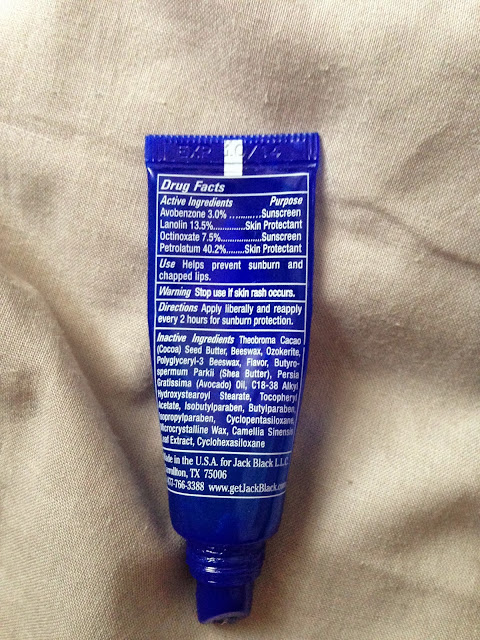 EXP 10/14
Drug Facts
Active Ingredients Purpose
Avobenzone 3.0% ...........Sunscreen
Lanolin 13.5%.............Skin Protectant
Octinoxate 7.5%...................Sunscreen
Petrolatum 40.2%.......Skin Protectant
Use Helps prevent sunburn and
chapped lips.
Warning Stop use if skin rash occurs.
Directions Apply liberally and reapply
every 2 hours for sunburn protection.
Inactive Ingredients Theobroma Cacao
(Cocoa) Seed Butter, Beeswax, Ozokerite,
Polyglyceryl-3 Beeswax, Flavor, Butyro-
spermum Parkii (Shea Butter), Persia
Gratissima (Avocado) Oil, C18-38 Alkyl
Hydroxystearoyl Stearate, Tocopheryl
Acetate, Isobutylparaben, Butylparaben,
Isopropylparaben, Cyclopentasiloxane,
Microcrystalline Wax, Camellia Sinensis
Leaf Extract, Cyclohexasiloxane
Made in the U.S.A. for Jack Black L.L.C.
TX 75006
766-3388 www.getJackBlack.com